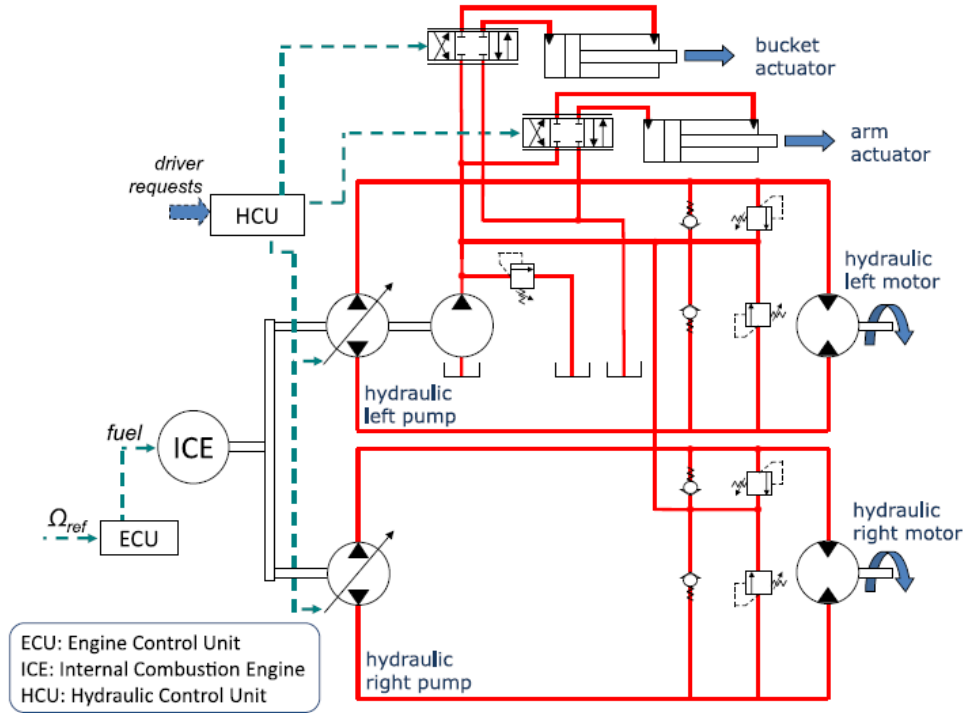 bucket
actuator
arm
actuator
driver
requests
HCU
hydraulic
left motor
hydraulic
left pump
fuel
ICE
Ωref
ECU
hydraulic
right motor
hydraulic
right pump
ECU: Engine Control Unit
ICE: Internal Combustion Engine
HCU: Hydraulic Control Unit